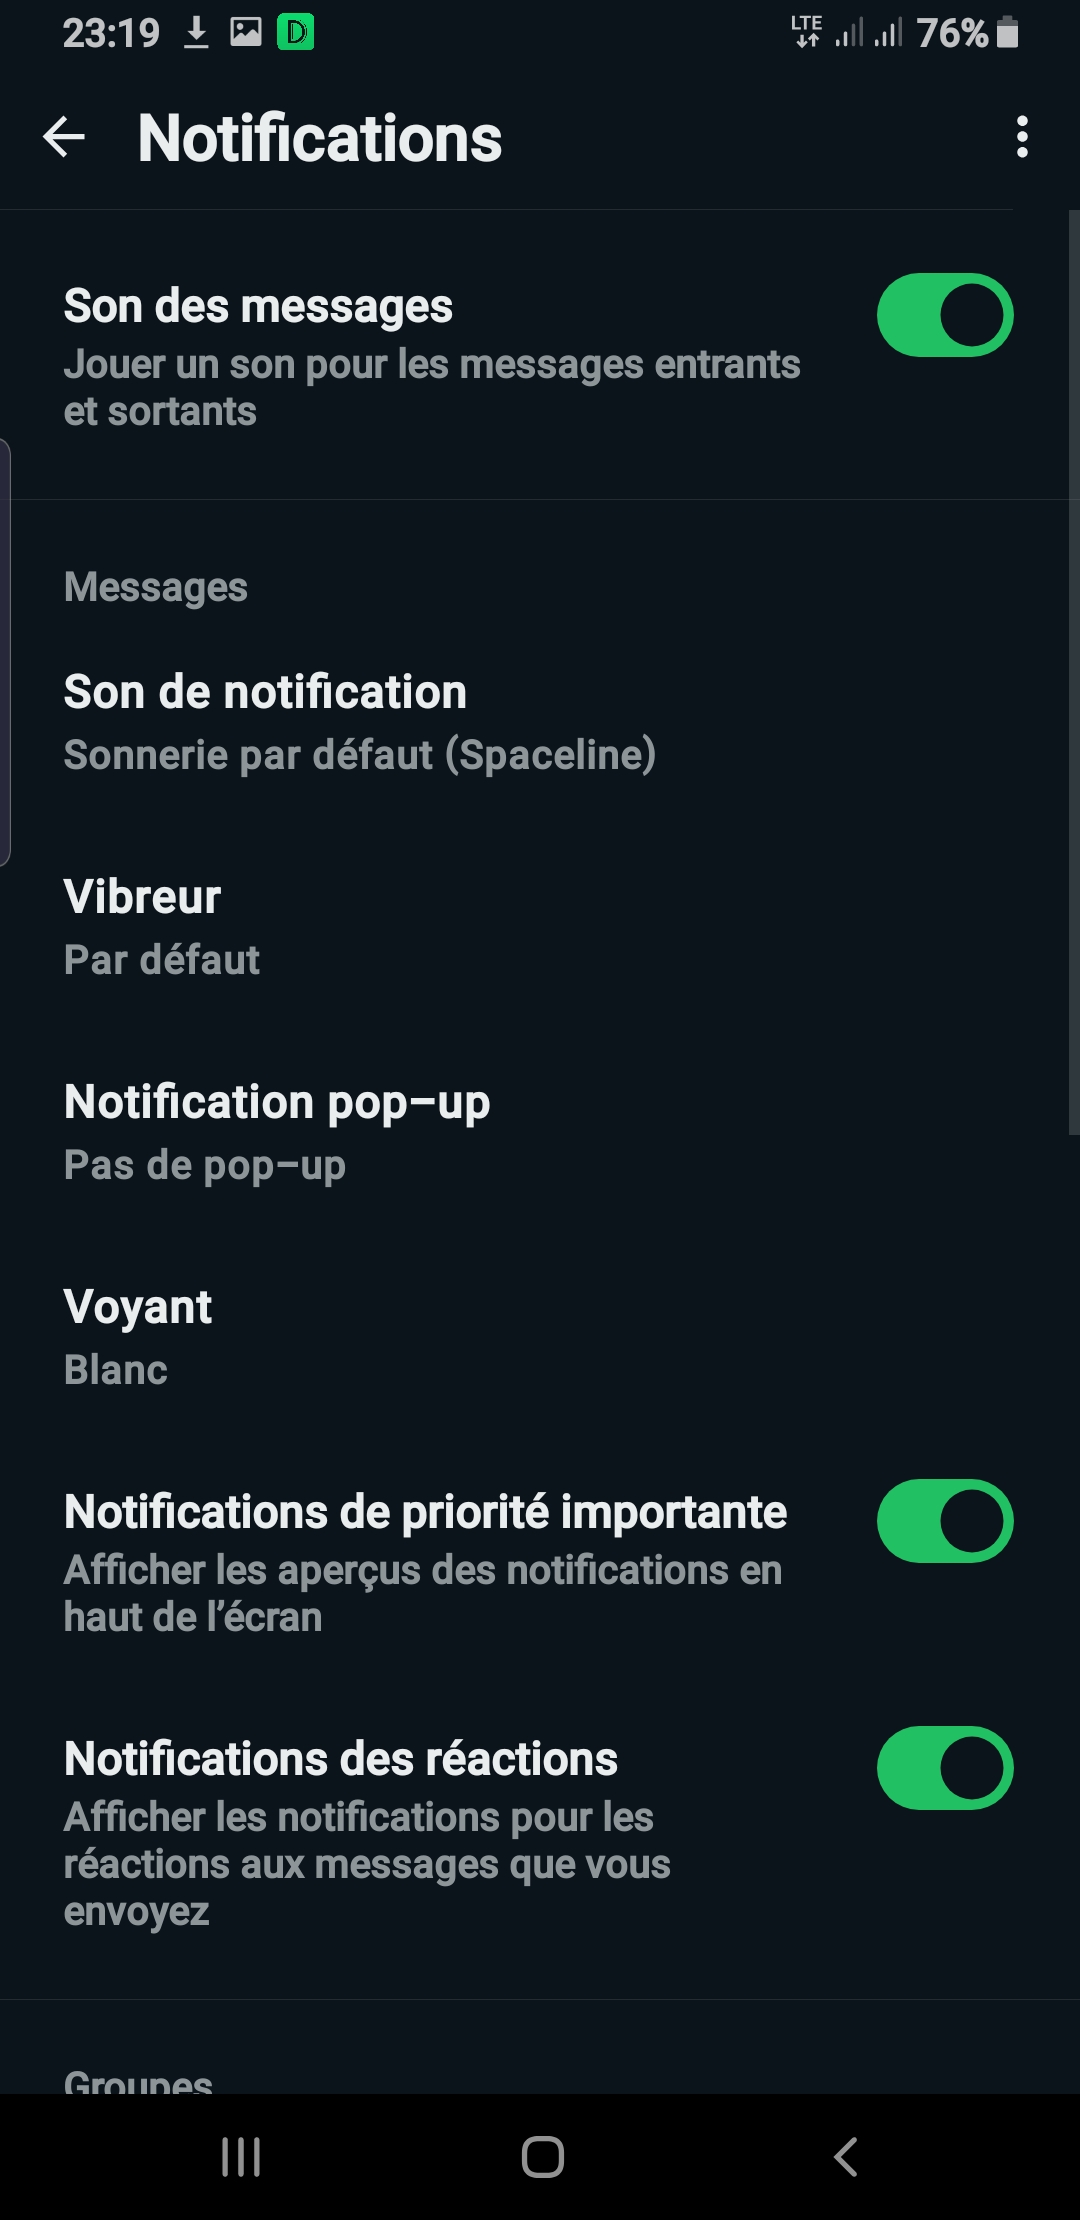 23:19
D
LTE
76%
Notifications
Son des messages
Jouer un son pour les messages entrants
et sortants
Messages
Son de notification
Sonnerie par défaut (Spaceline)
Vibreur
Par défaut
Notification pop-up
Pas de pop-up
Voyant
Blanc
Notifications de priorité importante
Afficher les aperçus des notifications en
haut de l’écran
Notifications des réactions
Afficher les notifications pour les
réactions aux messages que vous
envoyez
Groupes